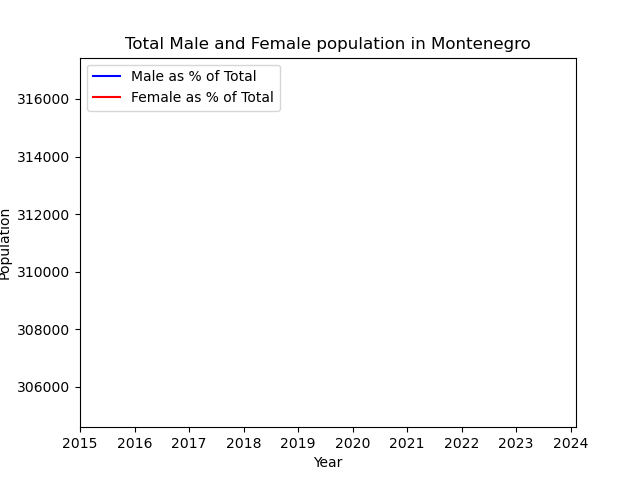 Total Male and Female population in Montenegro
Male as % of Total
Female as % of Total
316000
314000
312000
310000
308000
306000
Population
2015 2016 2017 2018 2019 2020 2021 2022 2023 2024
Year